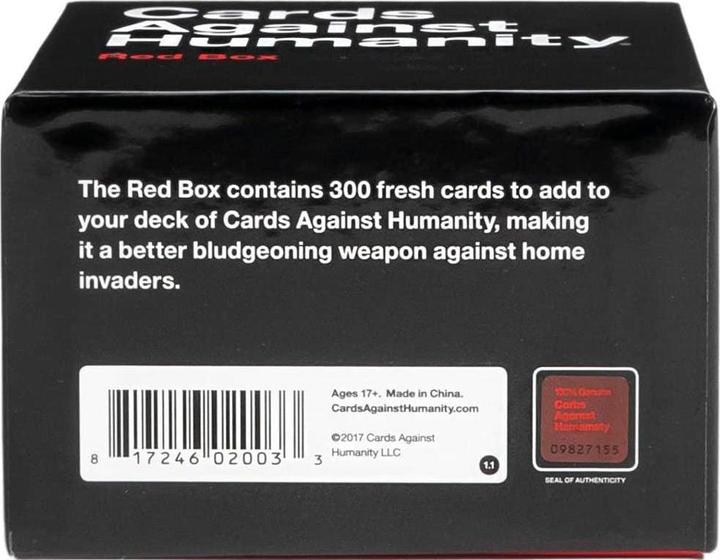 Cards
Against
Humanity
Red Box
The Red Box contains 300 fresh cards to add to
your deck of Cards Against Humanity, making
it a better bludgeoning weapon against home
invaders.
Ages 17+. Made in China.
CardsAgainstHumanity.com
©2017 Cards Against
Humanity LLC
1.1
8 17246 02003 3
100% Genuine
Cards
Against
Humanity
09827155
SEAL OF AUTHENTICITY